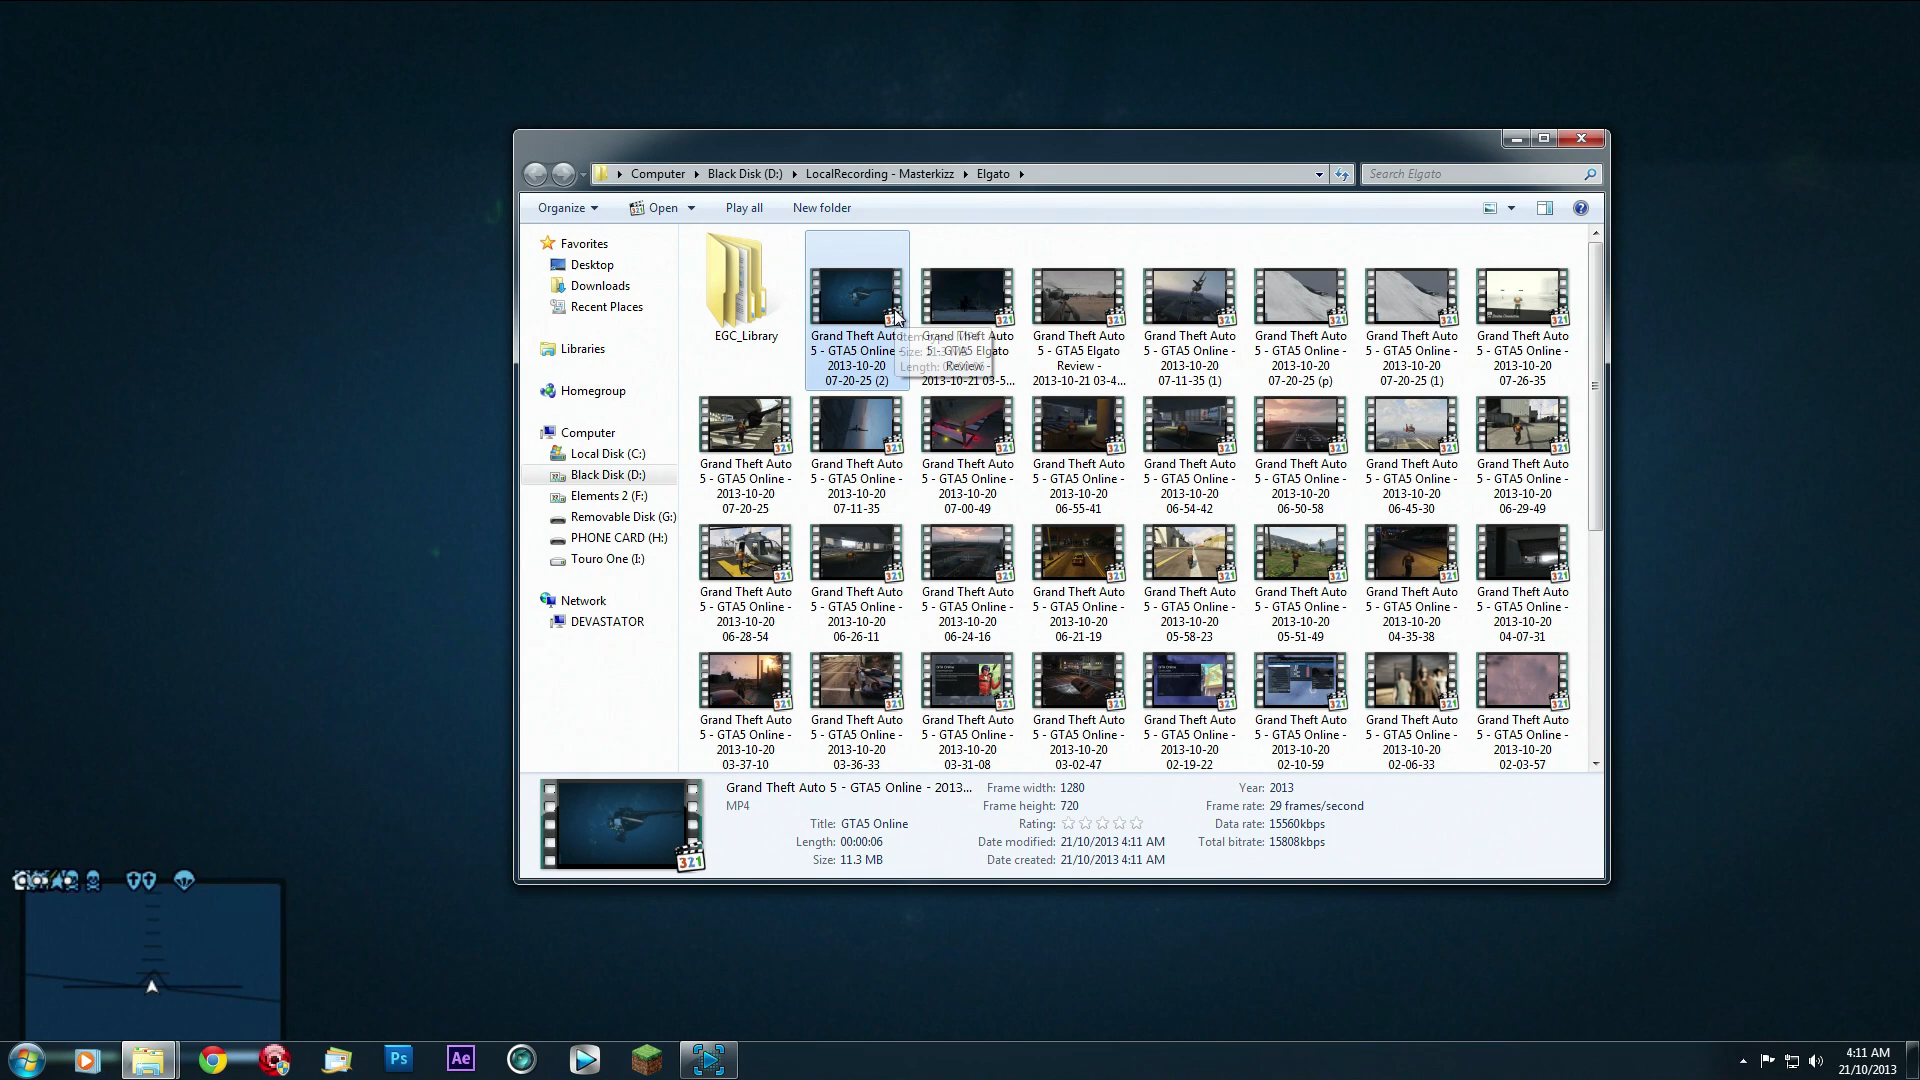 Computer
Black Disk (D:)
LocalRecording - Masterkizz
Elgato
Search Elgato
Organize
Open
Play all
New folder
Favorites
Desktop
Downloads
Recent Places
Libraries
Homegroup
Computer
Local Disk (C:)
Black Disk (D:)
Elements 2 (F:)
Removable Disk (G:)
PHONE CARD (H:)
Touro One (I:)
Network
DEVASTATOR
EGC_Library
Grand Theft Auto
5 - GTA5 Online -
2013-10-20
07-20-25 (2)
Grand Theft Auto
5 - GTA5 Elgato
Review -
2013-10-21 03-5...
Grand Theft Auto
5 - GTA5 Elgato
Review -
2013-10-21 03-4...
Grand Theft Auto
5 - GTA5 Online -
2013-10-20
07-11-35 (1)
Grand Theft Auto
5 - GTA5 Online -
2013-10-20
07-20-25 (p)
Grand Theft Auto
5 - GTA5 Online -
2013-10-20
07-20-25 (1)
Grand Theft Auto
5 - GTA5 Online -
2013-10-20
07-26-35
Grand Theft Auto
5 - GTA5 Online -
2013-10-20
07-20-25
Grand Theft Auto
5 - GTA5 Online -
2013-10-20
07-11-35
Grand Theft Auto
5 - GTA5 Online -
2013-10-20
07-00-49
Grand Theft Auto
5 - GTA5 Online -
2013-10-20
06-55-41
Grand Theft Auto
5 - GTA5 Online -
2013-10-20
06-54-42
Grand Theft Auto
5 - GTA5 Online -
2013-10-20
06-50-58
Grand Theft Auto
5 - GTA5 Online -
2013-10-20
06-45-30
Grand Theft Auto
5 - GTA5 Online -
2013-10-20
06-29-49
Grand Theft Auto
5 - GTA5 Online -
2013-10-20
06-28-54
Grand Theft Auto
5 - GTA5 Online -
2013-10-20
06-26-11
Grand Theft Auto
5 - GTA5 Online -
2013-10-20
06-24-16
Grand Theft Auto
5 - GTA5 Online -
2013-10-20
06-21-19
Grand Theft Auto
5 - GTA5 Online -
2013-10-20
05-58-23
Grand Theft Auto
5 - GTA5 Online -
2013-10-20
05-51-49
Grand Theft Auto
5 - GTA5 Online -
2013-10-20
04-35-38
Grand Theft Auto
5 - GTA5 Online -
2013-10-20
04-07-31
Grand Theft Auto
5 - GTA5 Online -
2013-10-20
03-37-10
Grand Theft Auto
5 - GTA5 Online -
2013-10-20
03-36-33
Grand Theft Auto
5 - GTA5 Online -
2013-10-20
03-31-08
Grand Theft Auto
5 - GTA5 Online -
2013-10-20
03-02-47
Grand Theft Auto
5 - GTA5 Online -
2013-10-20
02-19-22
Grand Theft Auto
5 - GTA5 Online -
2013-10-20
02-10-59
Grand Theft Auto
5 - GTA5 Online -
2013-10-20
02-06-33
Grand Theft Auto
5 - GTA5 Online -
2013-10-20
02-03-57
321
Grand Theft Auto 5 - GTA5 Online - 2013...
MP4
Title: GTA5 Online
Length: 00:00:06
Size: 11.3 MB
Frame width: 1280
Frame height: 720
Rating:
Date modified: 21/10/2013 4:11 AM
Date created: 21/10/2013 4:11 AM
Year: 2013
Frame rate: 29 frames/second
Data rate: 15560kbps
Total bitrate: 15808kbps
Ps
Ae
4:11 AM
21/10/2013